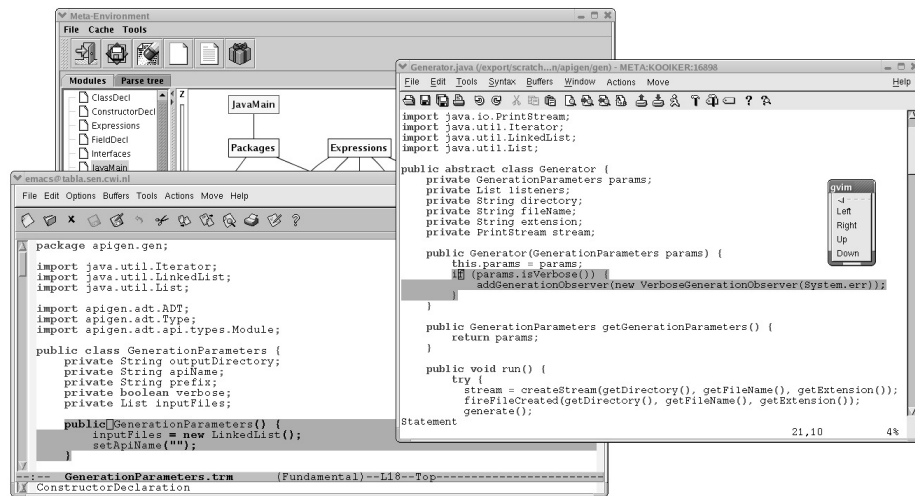 Meta-Environment
File Cache Tools
Modules Parse tree
ClassDecl
ConstructorDecl
Expressions
FieldDecl
Interfaces
JavaMain
Z
JavaMain
Packages
Expressions
Generator.java (/export/scratch...n/apigen/gen) - META:KOOIKER:16898
File Edit Tools Syntax Buffers Window Actions Move Help
import java.io.PrintStream;
import java.util.Iterator;
import java.util.LinkedList;
import java.util.List;
public abstract class Generator {
private GenerationParameters params;
private List listeners;
private String directory;
private String fileName;
private String extension;
private PrintStream stream;
public Generator(GenerationParameters params) {
this.params = params;
if (params.isVerbose()) {
addGenerationObserver(new VerboseGenerationObserver(System.err));
}
}
public GenerationParameters getGenerationParameters() {
return params;
}
public void run() {
try {
stream = createStream(getDirectory(), getFileName(), getExtension());
fireFileCreated(getDirectory(), getFileName(), getExtension());
generate();
Statement
21,10 4%
gvim
Left
Right
Up
Down
emacs@tabla.sen.cwi.nl
File Edit Options Buffers Tools Actions Move Help
package apigen.gen;
import java.util.Iterator;
import java.util.LinkedList;
import java.util.List;
import apigen.adt.ADT;
import apigen.adt.Type;
import apigen.adt.api.types.Module;
public class GenerationParameters {
private String outputDirectory;
private String apiName;
private String prefix;
private boolean verbose;
private List inputFiles;
public GenerationParameters() {
inputFiles = new LinkedList();
setApiName("");
}
--:-- GenerationParameters.trm (Fundamental)--L18--Top--------------------
ConstructorDeclaration